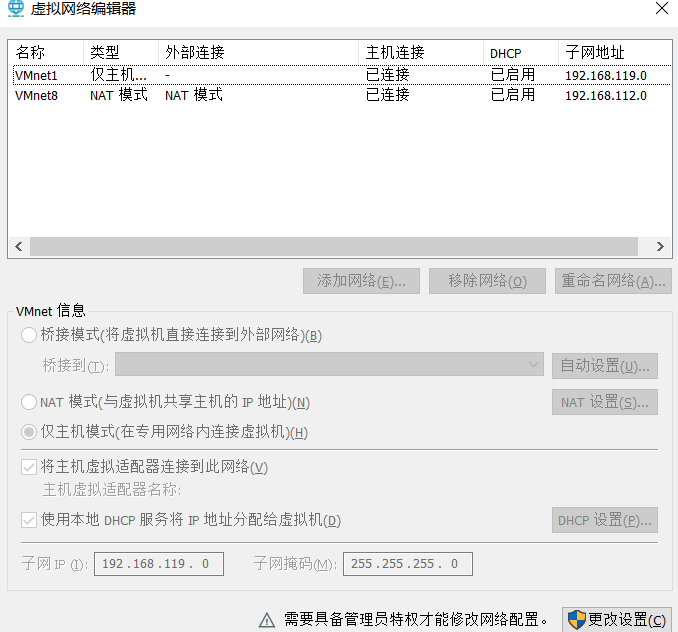 虚拟网络编辑器
名称 类型 外部连接 主机连接 DHCP 子网地址
VMnet1 仅主机... - 已连接 已启用 192.168.119.0
VMnet8 NAT 模式 NAT 模式 已连接 已启用 192.168.112.0
添加网络(E)... 移除网络(O) 重命名网络(A)...
VMnet 信息
桥接模式(将虚拟机直接连接到外部网络)(B)
桥接到(T): 自动设置(U)...
NAT 模式(与虚拟机共享主机的 IP 地址)(N) NAT 设置(S)...
仅主机模式(在专用网络内连接虚拟机)(H)
将主机虚拟适配器连接到此网络(V)
主机虚拟适配器名称:
使用本地 DHCP 服务将 IP 地址分配给虚拟机(D) DHCP 设置(P)...
子网 IP (I): 192.168.119. 0 子网掩码(M): 255.255.255. 0
需要具备管理员特权才能修改网络配置。 更改设置(C)